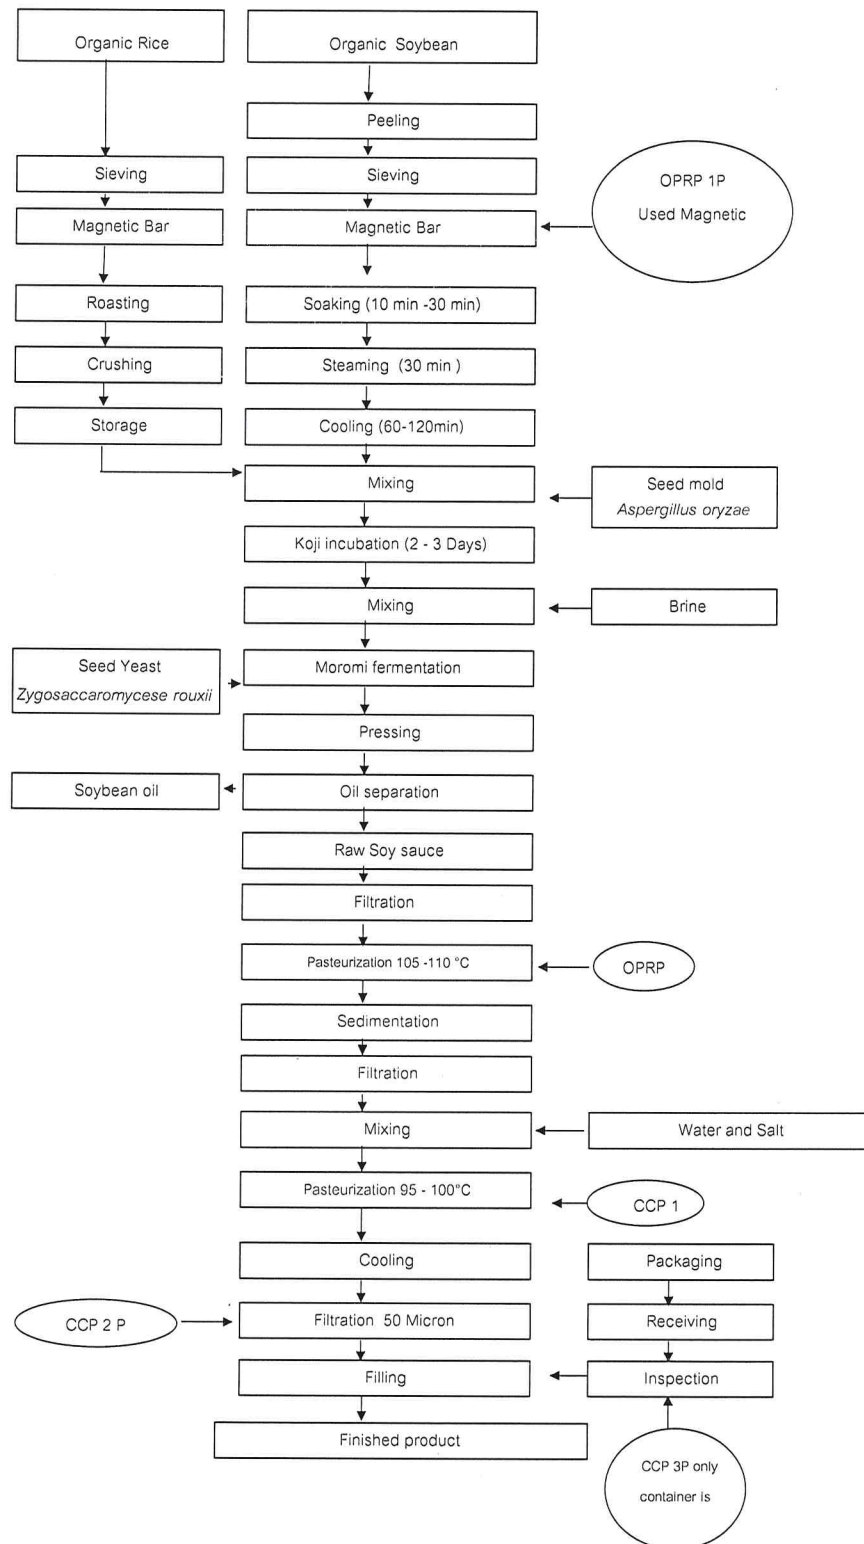 Organic Rice
Organic Soybean
Peeling
Sieving
Sieving
OPRP 1P
Used Magnetic
Magnetic Bar
Magnetic Bar
Roasting
Soaking (10 min -30 min)
Crushing
Steaming (30 min )
Storage
Cooling (60-120min)
Mixing
Seed mold
Aspergillus oryzae
Koji incubation (2 - 3 Days)
Mixing
Brine
Seed Yeast
Zygosaccaromycese rouxii
Moromi fermentation
Pressing
Soybean oil
Oil separation
Raw Soy sauce
Filtration
Pasteurization 105 -110 °C
OPRP
Sedimentation
Filtration
Mixing
Water and Salt
Pasteurization 95 - 100°C
CCP 1
Cooling
Packaging
CCP 2 P
Filtration 50 Micron
Receiving
Filling
Inspection
Finished product
CCP 3P only
container is